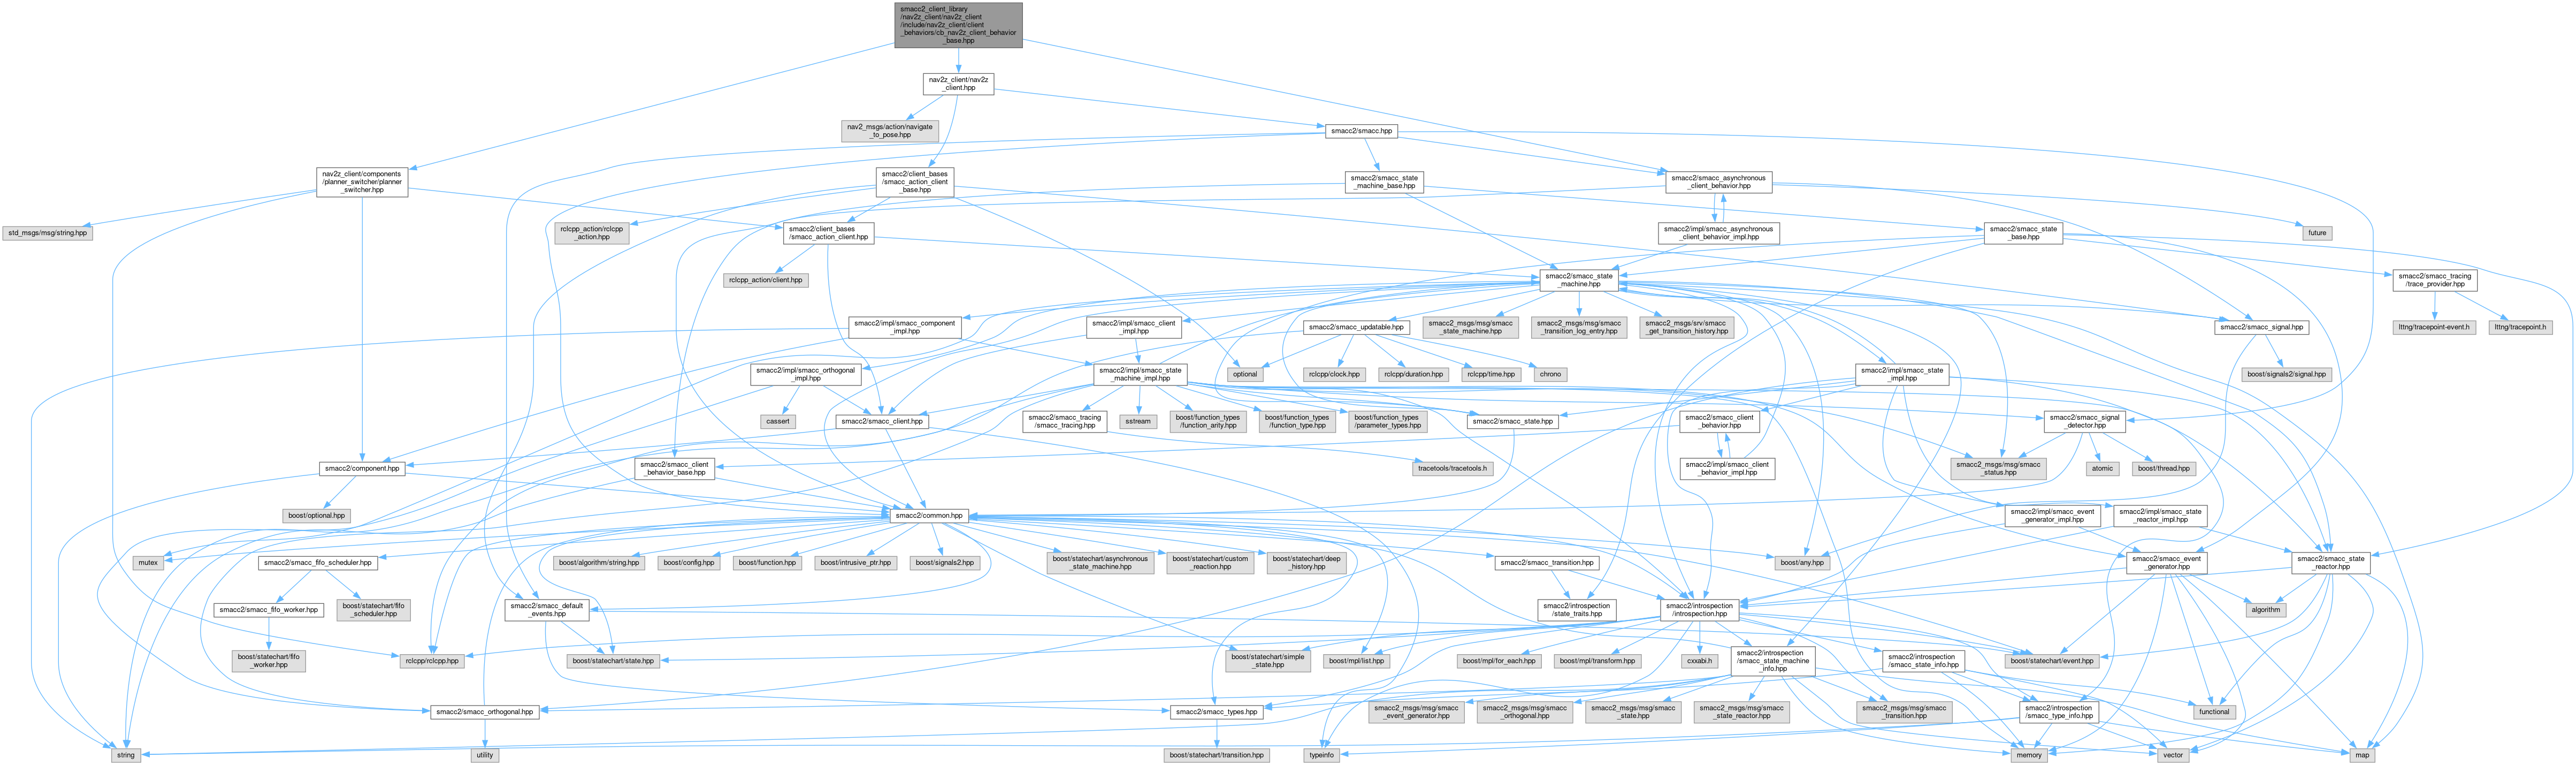 smacc2_client_library
/nav2z_client/nav2z_client
/include/nav2z_client/client
_behaviors/cb_nav2z_client_behavior
_base.hpp
nav2z_client/nav2z
_client.hpp
nav2_msgs/action/navigate
_to_pose.hpp
smacc2/smacc.hpp
nav2z_client/components
/planner_switcher/planner
_switcher.hpp
smacc2/client_bases
/smacc_action_client
_base.hpp
smacc2/smacc_state
_machine_base.hpp
smacc2/smacc_asynchronous
_client_behavior.hpp
std_msgs/msg/string.hpp
rclcpp_action/rclcpp
_action.hpp
smacc2/client_bases
/smacc_action_client.hpp
smacc2/impl/smacc_asynchronous
_client_behavior_impl.hpp
smacc2/smacc_state
_base.hpp
future
rclcpp_action/client.hpp
smacc2/smacc_state
_machine.hpp
smacc2/smacc_tracing
/trace_provider.hpp
smacc2/impl/smacc_component
_impl.hpp
smacc2/impl/smacc_client
_impl.hpp
smacc2/smacc_updatable.hpp
smacc2_msgs/msg/smacc
_state_machine.hpp
smacc2_msgs/msg/smacc
_transition_log_entry.hpp
smacc2_msgs/srv/smacc
_get_transition_history.hpp
smacc2/smacc_signal.hpp
lttng/tracepoint-event.h
lttng/tracepoint.h
smacc2/impl/smacc_orthogonal
_impl.hpp
smacc2/impl/smacc_state
_machine_impl.hpp
optional
rclcpp/clock.hpp
rclcpp/duration.hpp
rclcpp/time.hpp
chrono
smacc2/impl/smacc_state
_impl.hpp
boost/signals2/signal.hpp
cassert
smacc2/smacc_client.hpp
smacc2/smacc_tracing
/smacc_tracing.hpp
sstream
boost/function_types
/function_arity.hpp
boost/function_types
/function_type.hpp
boost/function_types
/parameter_types.hpp
smacc2/smacc_state.hpp
smacc2/smacc_client
_behavior.hpp
smacc2/smacc_signal
_detector.hpp
smacc2/component.hpp
smacc2/smacc_client
_behavior_base.hpp
tracetools/tracetools.h
smacc2/impl/smacc_client
_behavior_impl.hpp
smacc2_msgs/msg/smacc
_status.hpp
atomic
boost/thread.hpp
boost/optional.hpp
smacc2/common.hpp
smacc2/impl/smacc_event
_generator_impl.hpp
smacc2/impl/smacc_state
_reactor_impl.hpp
mutex
smacc2/smacc_fifo_scheduler.hpp
boost/algorithm/string.hpp
boost/config.hpp
boost/function.hpp
boost/intrusive_ptr.hpp
boost/signals2.hpp
boost/statechart/asynchronous
_state_machine.hpp
boost/statechart/custom
_reaction.hpp
boost/statechart/deep
_history.hpp
smacc2/smacc_transition.hpp
boost/any.hpp
smacc2/smacc_event
_generator.hpp
smacc2/smacc_state
_reactor.hpp
smacc2/smacc_fifo_worker.hpp
boost/statechart/fifo
_scheduler.hpp
smacc2/smacc_default
_events.hpp
smacc2/introspection
/state_traits.hpp
smacc2/introspection
/introspection.hpp
algorithm
boost/statechart/fifo
_worker.hpp
rclcpp/rclcpp.hpp
boost/statechart/state.hpp
boost/statechart/simple
_state.hpp
boost/mpl/list.hpp
boost/mpl/for_each.hpp
boost/mpl/transform.hpp
cxxabi.h
smacc2/introspection
/smacc_state_machine
_info.hpp
smacc2/introspection
/smacc_state_info.hpp
boost/statechart/event.hpp
smacc2/smacc_orthogonal.hpp
smacc2/smacc_types.hpp
smacc2_msgs/msg/smacc
_event_generator.hpp
smacc2_msgs/msg/smacc
_orthogonal.hpp
smacc2_msgs/msg/smacc
_state.hpp
smacc2_msgs/msg/smacc
_state_reactor.hpp
smacc2_msgs/msg/smacc
_transition.hpp
smacc2/introspection
/smacc_type_info.hpp
functional
string
utility
boost/statechart/transition.hpp
typeinfo
memory
vector
map